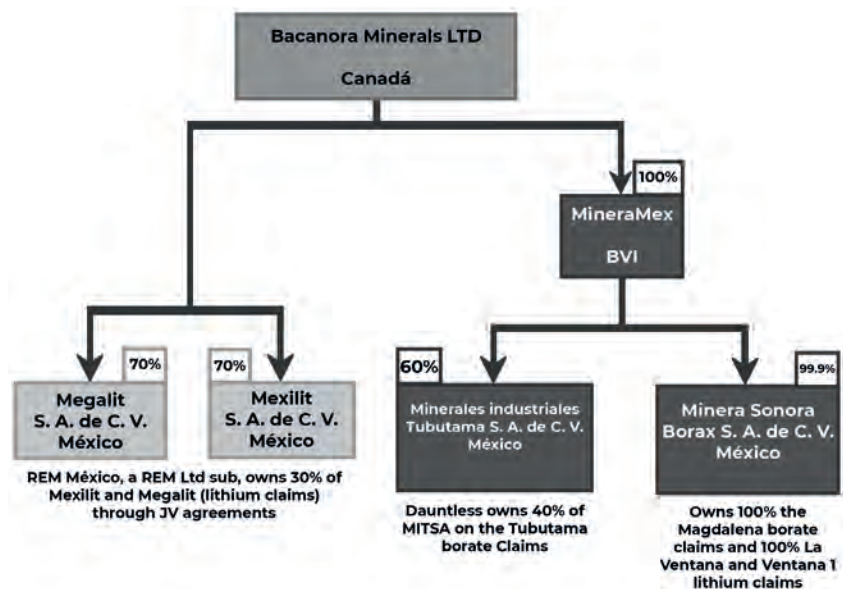 Bacanora Minerals LTD
Canadá
100%
MineraMex
BVI
70%
Megalit
S. A. de C. V.
México
70%
Mexilit
S. A. de C. V.
México
REM México, a REM Ltd sub, owns 30% of
Mexilit and Megalit (lithium claims)
through JV agreements
60%
Minerales industriales
Tubutama S. A. de C. V.
México
Dauntless owns 40% of
MITSA on the Tubutama
borate Claims
99.9%
Minera Sonora
Borax S. A. de C. V.
México
Owns 100% the
Magdalena borate
claims and 100% La
Ventana and Ventana 1
lithium claims